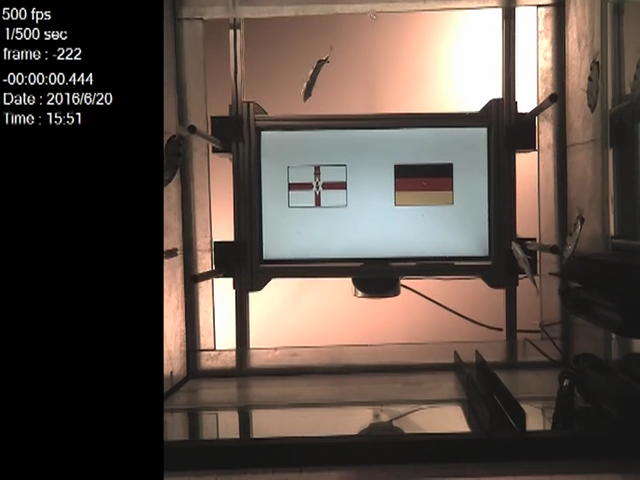 500 fps
1/500 sec
frame : -222
-00:00:00.444
Date : 2016/6/20
Time : 15:51